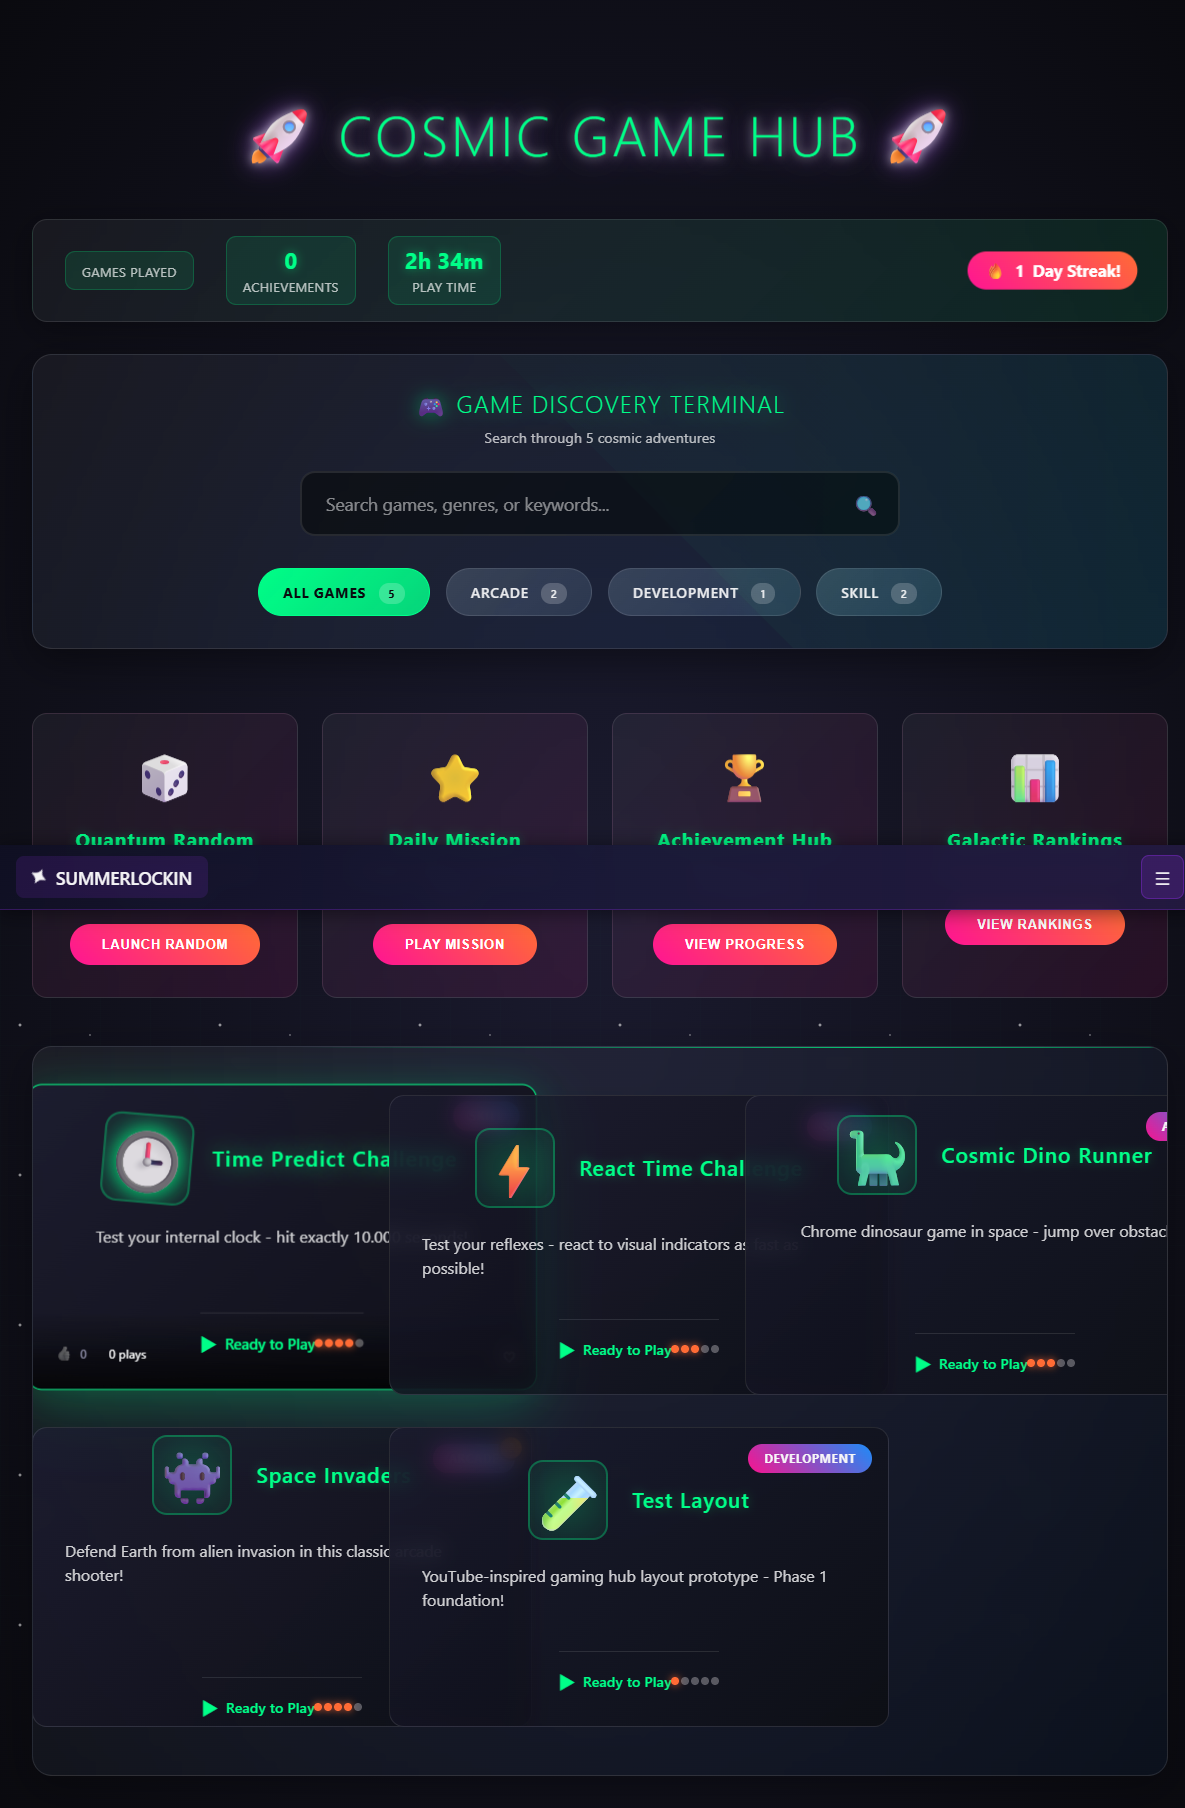 COSMIC GAME HUB
GAMES PLAYED
0
ACHIEVEMENTS
2h 34m
PLAY TIME
1 Day Streak!
GAME DISCOVERY TERMINAL
Search through 5 cosmic adventures
Search games, genres, or keywords...
ALL GAMES 5
ARCADE 2
DEVELOPMENT 1
SKILL 2
Quantum Random
Daily Mission
Achievement Hub
Galactic Rankings
SUMMERLOCKIN
LAUNCH RANDOM
PLAY MISSION
VIEW PROGRESS
VIEW RANKINGS
Time Predict Challenge
Test your internal clock - hit exactly 10.000
Ready to Play
0
0 plays
React Time Challenge
Test your reflexes - react to visual indicators as fast as
possible!
Ready to Play
Cosmic Dino Runner
Chrome dinosaur game in space - jump over obstac
Ready to Play
Space Invaders
Defend Earth from alien invasion in this classic arcade
shooter!
Ready to Play
DEVELOPMENT
Test Layout
YouTube-inspired gaming hub layout prototype - Phase 1
foundation!
Ready to Play